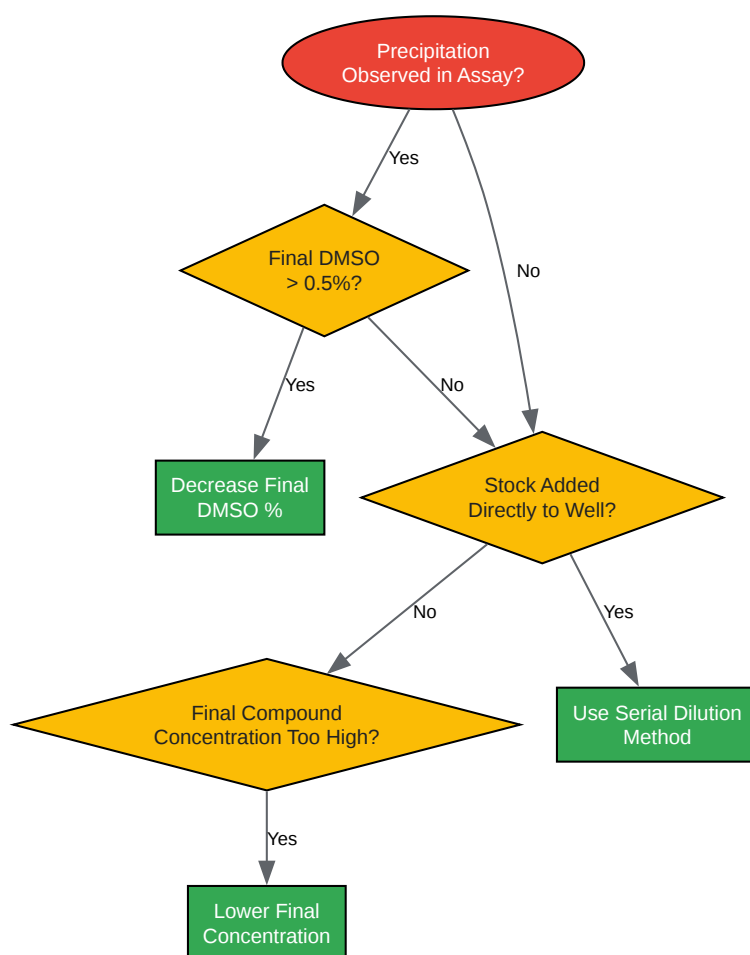 Precipitation
Observed in Assay?
Yes
Final DMSO
> 0.5%?
No
Yes
No
Decrease Final
DMSO %
Stock Added
Directly to Well?
No
Yes
Final Compound
Concentration Too High?
Use Serial Dilution
Method
Yes
Lower Final
Concentration